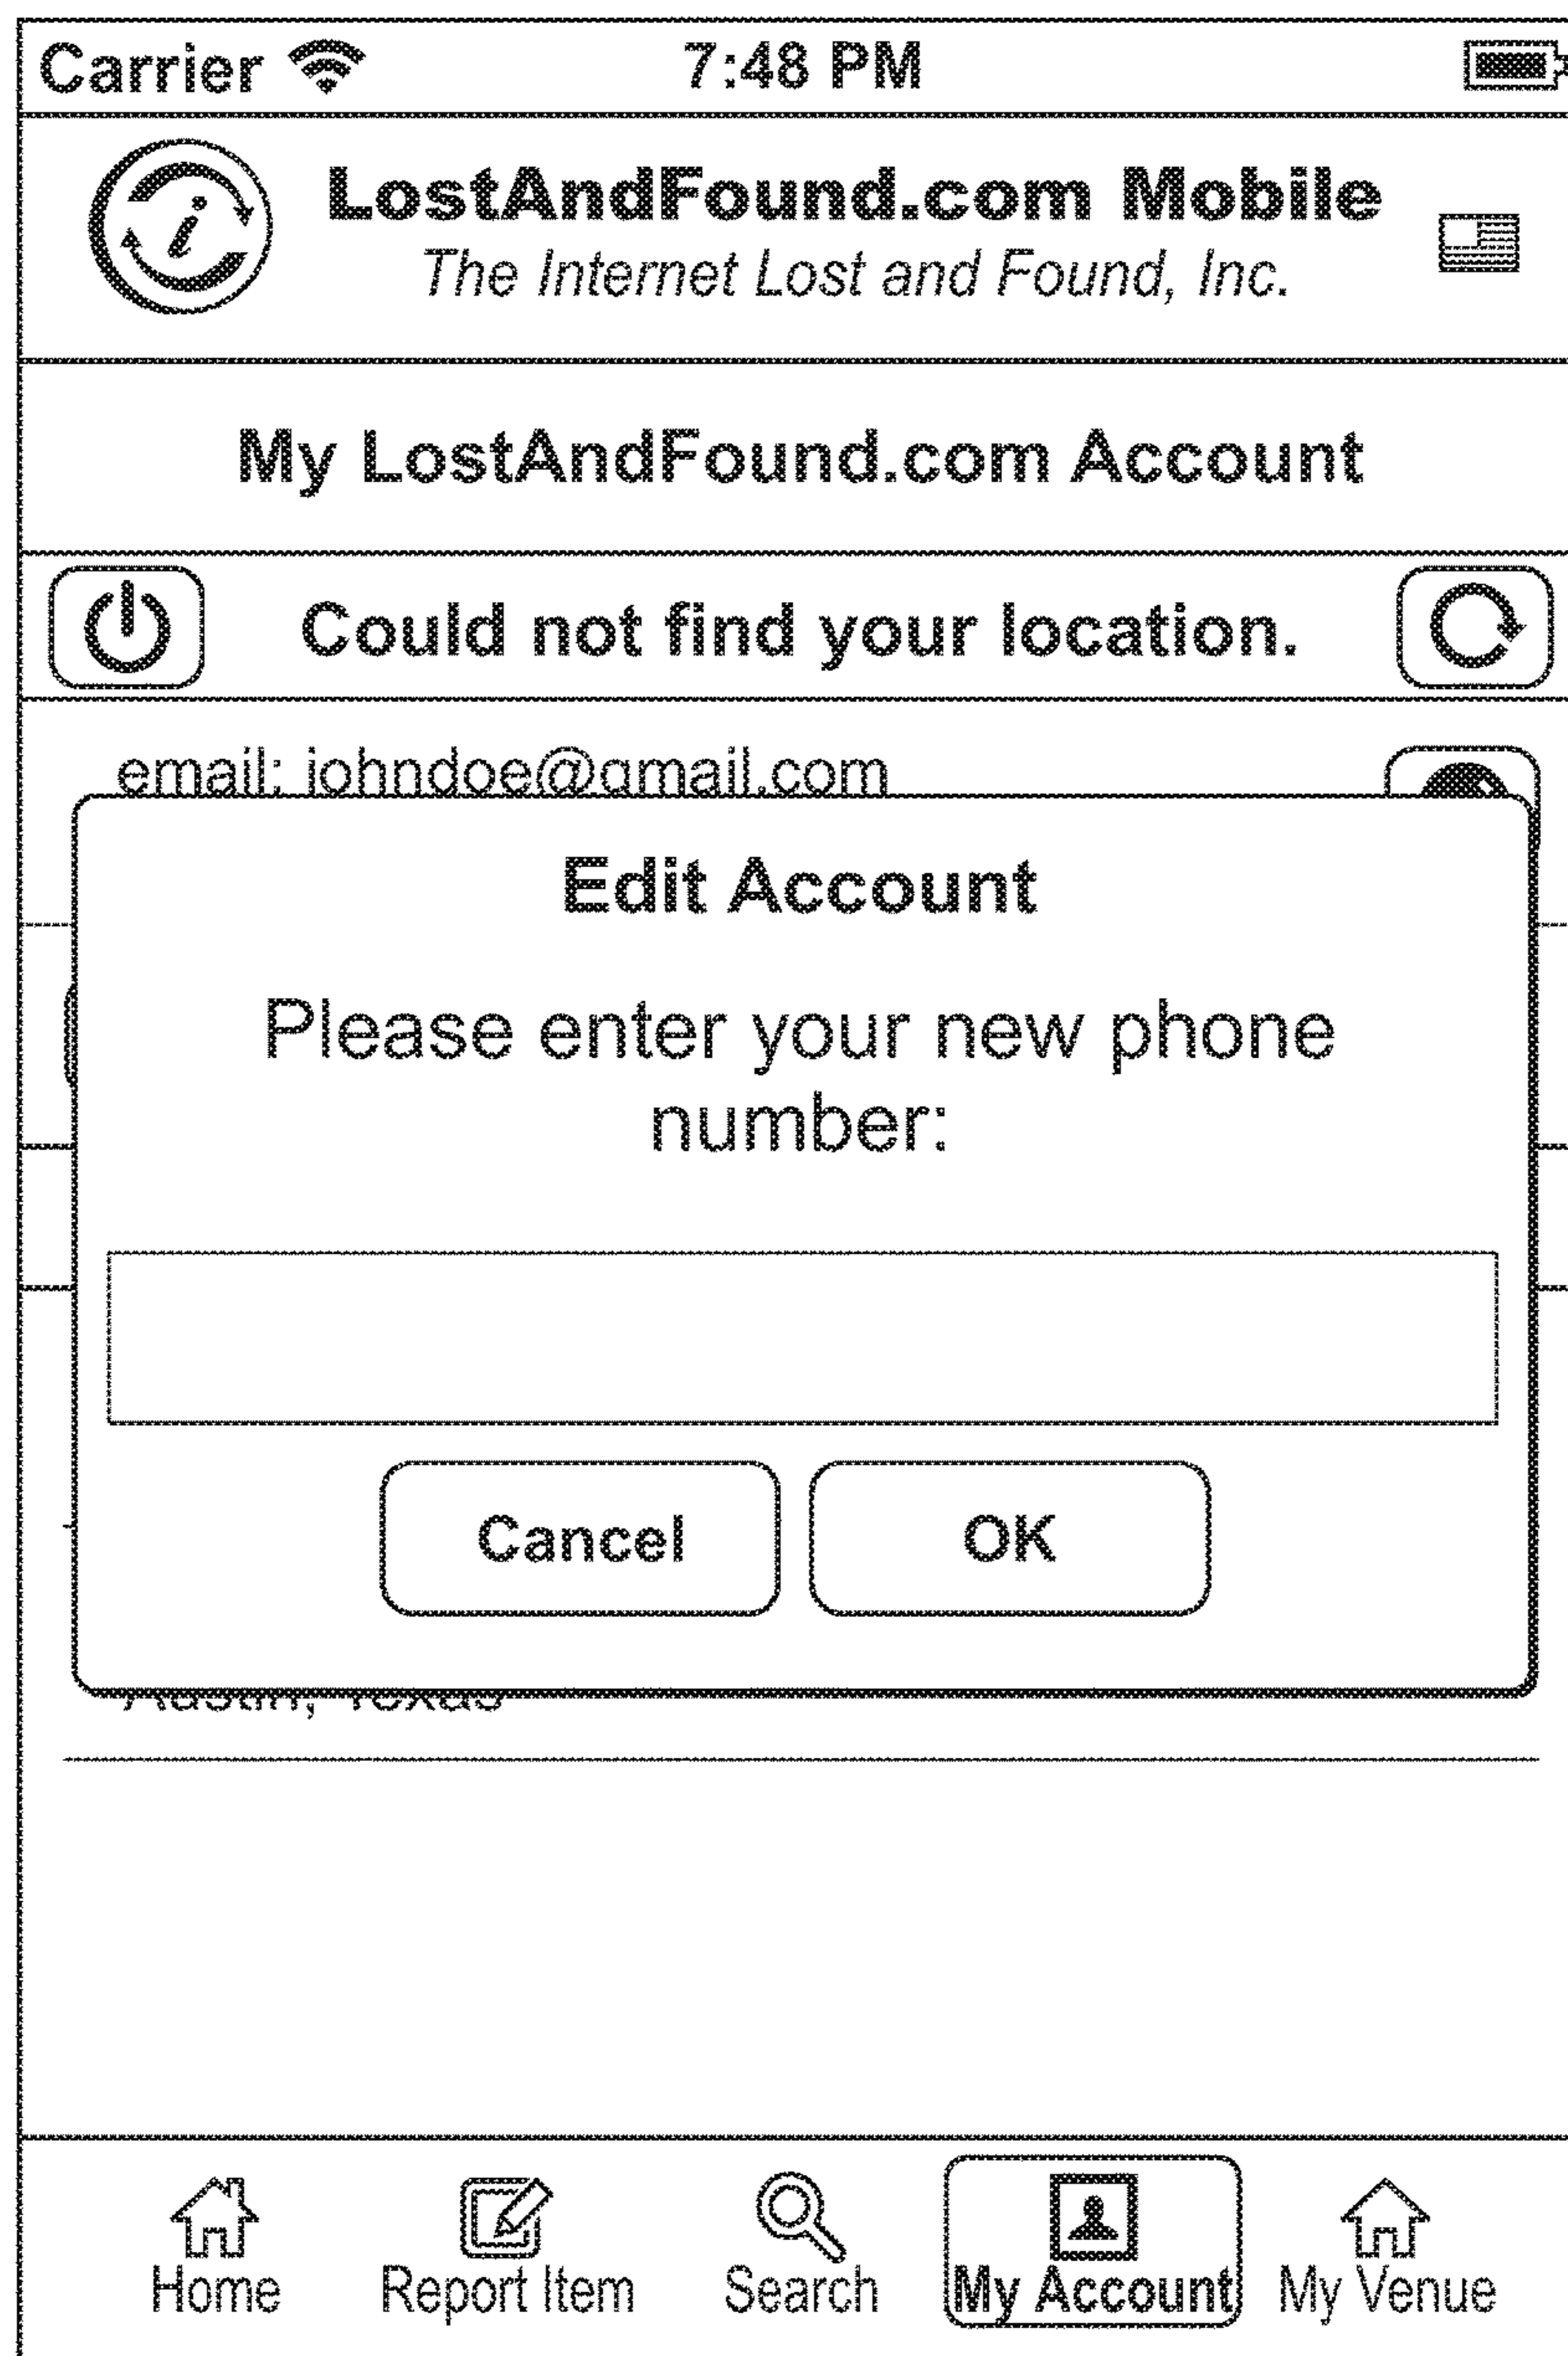 Carrier 7:48 PM
LostAndFound.com Mobile
The Internet Lost and Found, Inc.
My LostAndFound.com Account
Could not find your location.
email: johndoe@gmail.com
Edit Account
Please enter your new phone
number:
Cancel OK
Austin, Texas
Home Report Item Search My Account My Venue